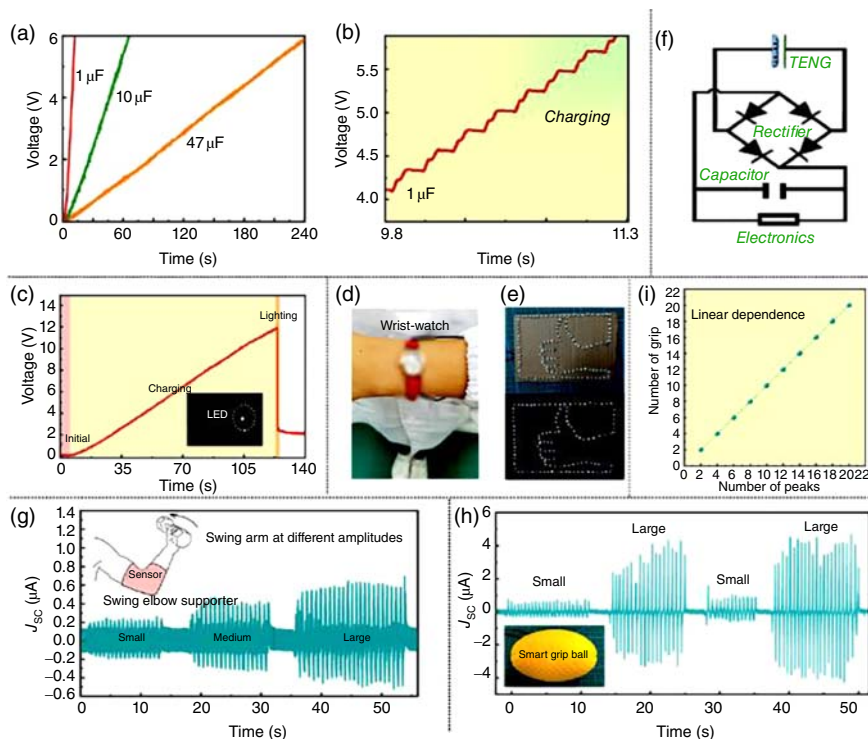 (a)
6
4
2
0
Voltage (V)
1 μF
10 μF
47 μF
0 60 120 180 240
Time (s)
(b)
5.5
5.0
4.5
4.0
Voltage (V)
Charging
1 μF
9.8 11.3
Time (s)
(f)
TENG
Rectifier
Capacitor
Electronics
(c)
14
12
10
8
6
4
2
0
Voltage (V)
Lighting
Charging
LED
Initial
0 35 70 105 140
Time (s)
(d)
Wrist-watch
(e)
(i)
22
20
18
16
14
12
10
8
6
4
2
0
Number of grip
Linear dependence
0 2 4 6 8 10 12 14 16 18 20 22
Number of peaks
(g)
1.4
1.2
1.0
0.8
0.6
0.4
0.2
0.0
−0.2
−0.4
−0.6
JSC (μA)
Swing arm at different amplitudes
Sensor
Swing elbow supporter
Small Medium Large
0 10 20 30 40 50
Time (s)
(h)
6
4
2
0
−2
−4
JSC (μA)
Large Large
Small Small
Smart grip ball
0 10 20 30 40 50
Time (s)